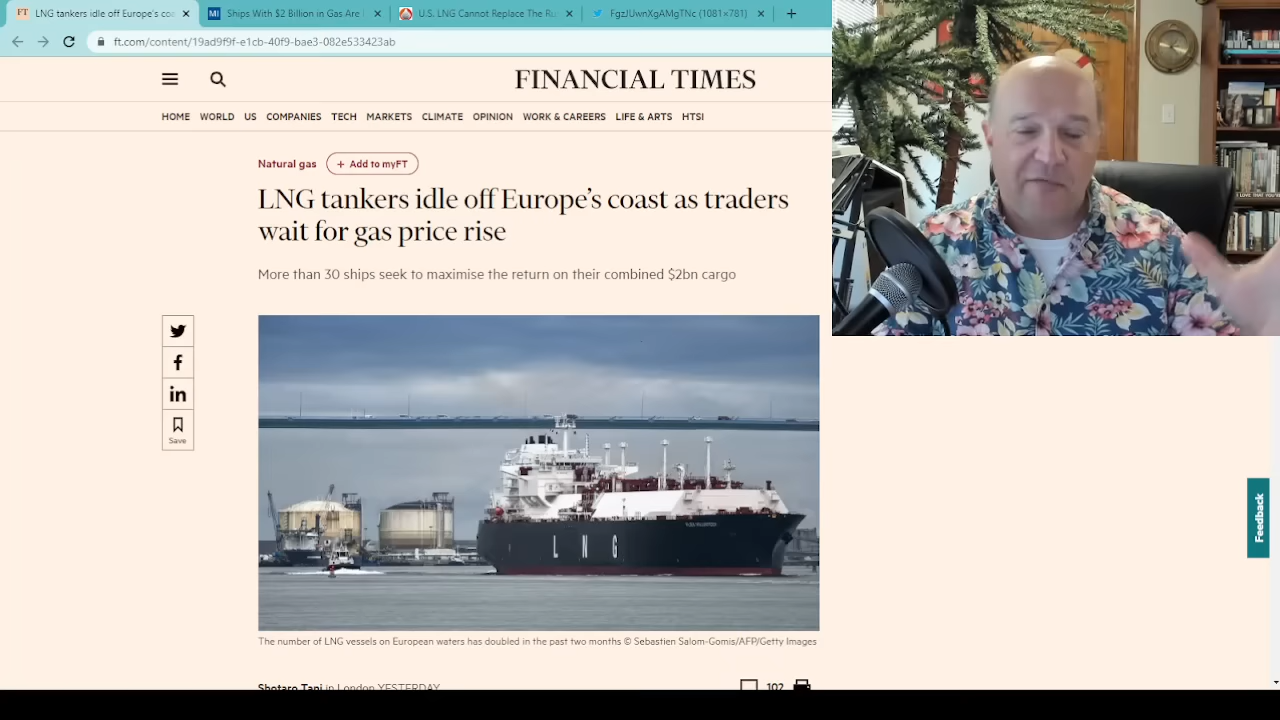 LNG tankers idle off Europe's coa
Ships With $2 Billion in Gas Are
U.S. LNG Cannot Replace The Ru
FgzJUwnXgAMgTNc (1081×781)
ft.com/content/19ad9f9f-e1cb-40f9-bae3-082e533423ab
FINANCIAL TIMES
HOME WORLD US COMPANIES TECH MARKETS CLIMATE OPINION WORK & CAREERS LIFE & ARTS HTSI
Natural gas + Add to myFT
LNG tankers idle off Europe's coast as traders
wait for gas price rise
More than 30 ships seek to maximise the return on their combined $2bn cargo
Save
L N G
The number of LNG vessels on European waters has doubled in the past two months © Sebastien Salom-Gomis/AFP/Getty Images
Shotaro Tani in London YESTERDAY
102
Feedback